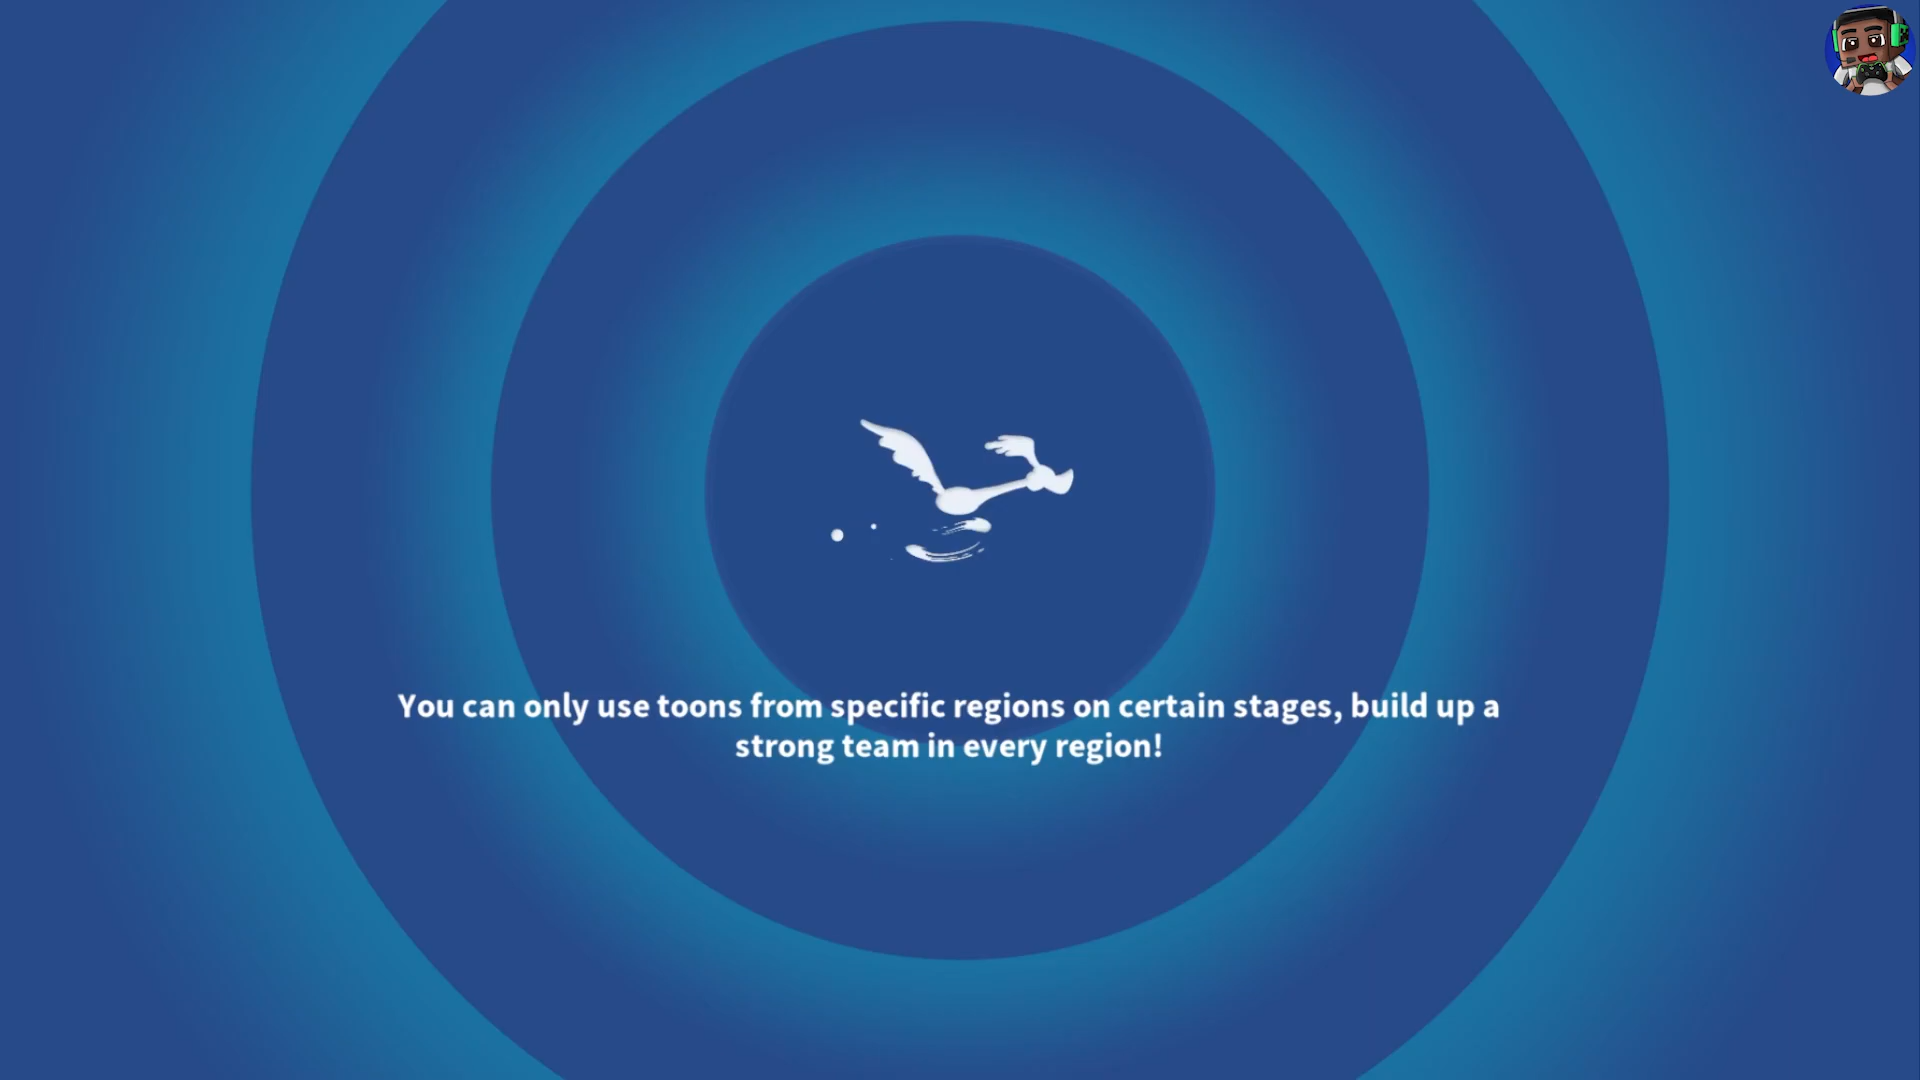 You can only use toons from specific regions on certain stages, build up a
strong team in every region!